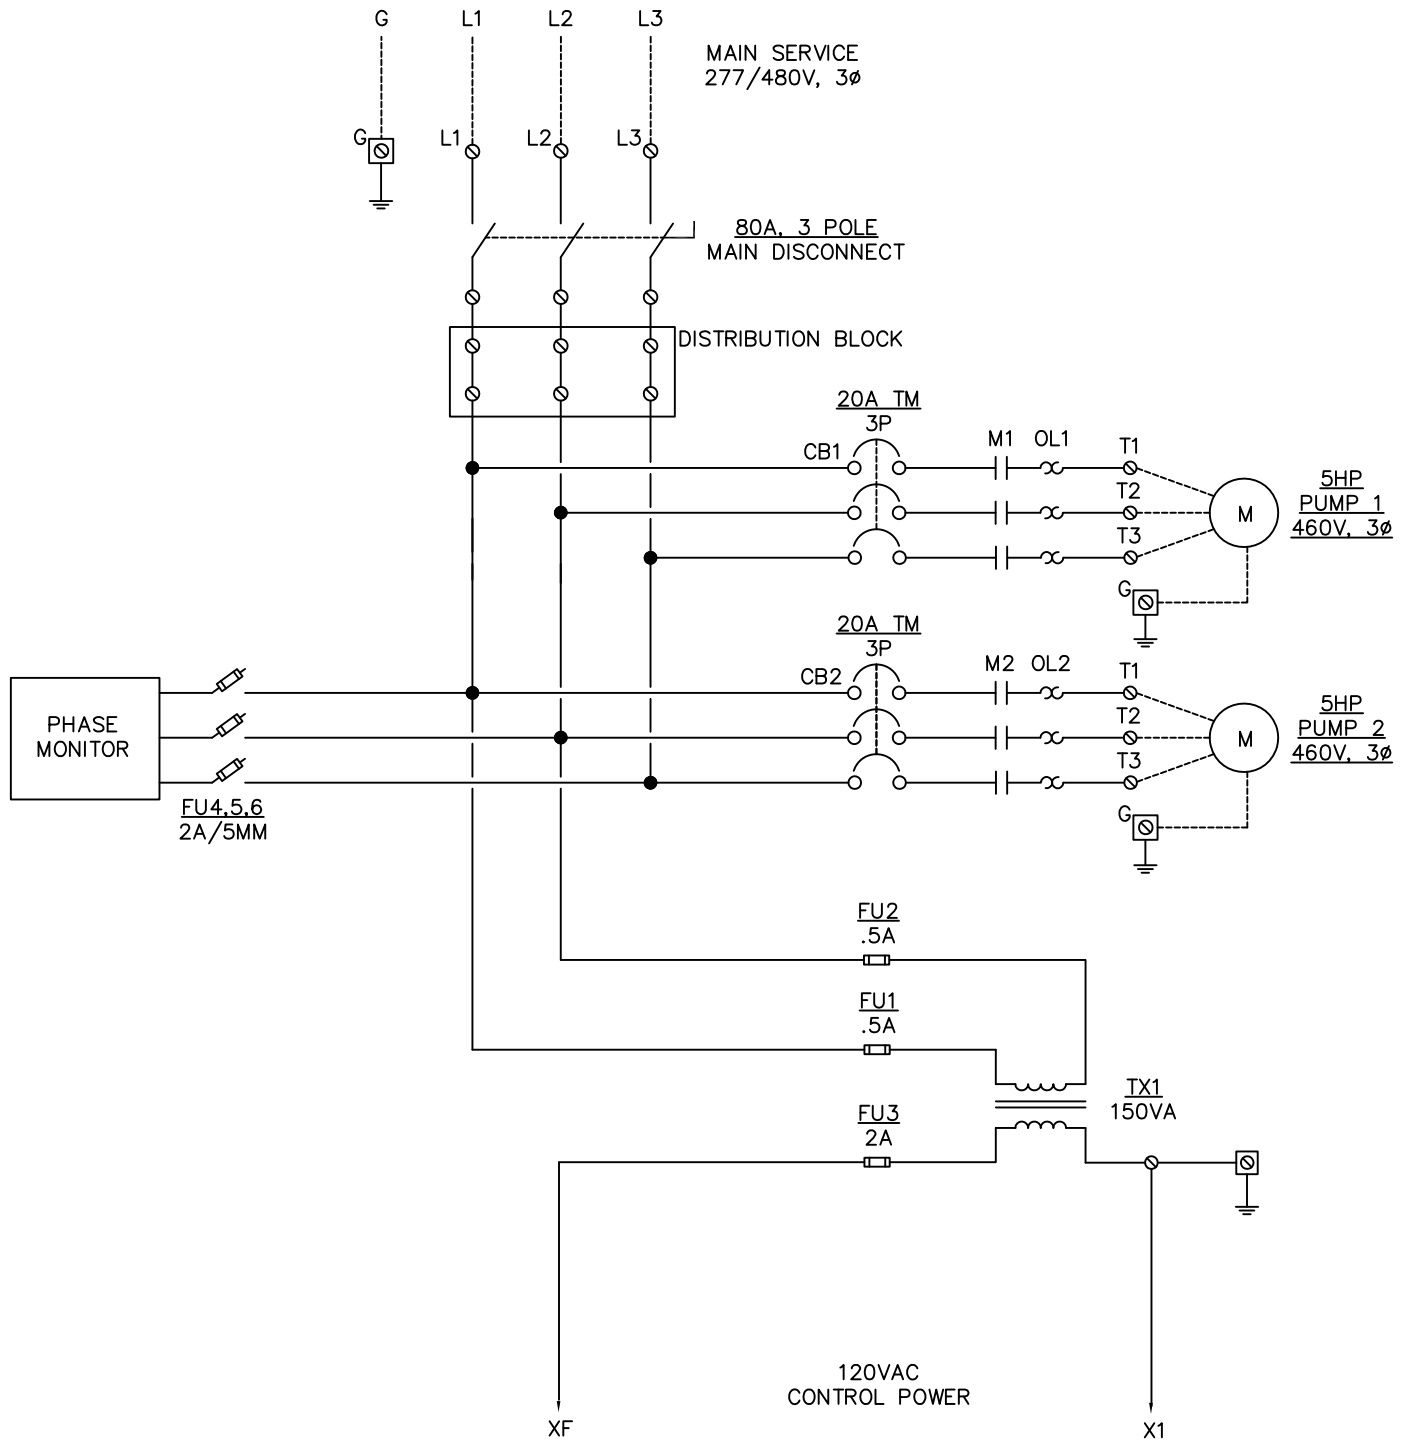 G
L1
L2
L3
MAIN SERVICE
277/480V, 3ø
G
L1
L2
L3
80A, 3 POLE
MAIN DISCONNECT
DISTRIBUTION BLOCK
20A TM
3P
CB1
M1
OL1
T1
T2
T3
M
5HP
PUMP 1
460V, 3ø
G
20A TM
3P
CB2
M2
OL2
T1
T2
T3
M
5HP
PUMP 2
460V, 3ø
G
PHASE
MONITOR
FU4,5,6
2A/5MM
FU2
.5A
FU1
.5A
TX1
150VA
FU3
2A
120VAC
CONTROL POWER
XF
X1